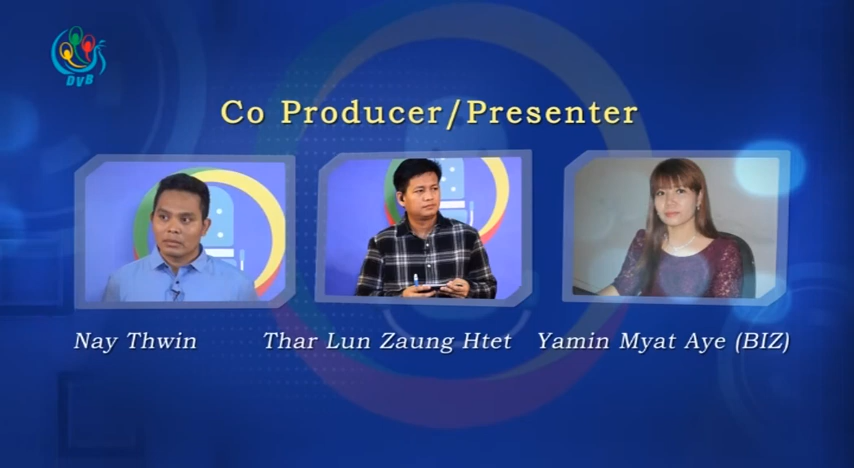 DVB
Co Producer/Presenter
Nay Thwin
Thar Lun Zaung Htet
Yamin Myat Aye (BIZ)